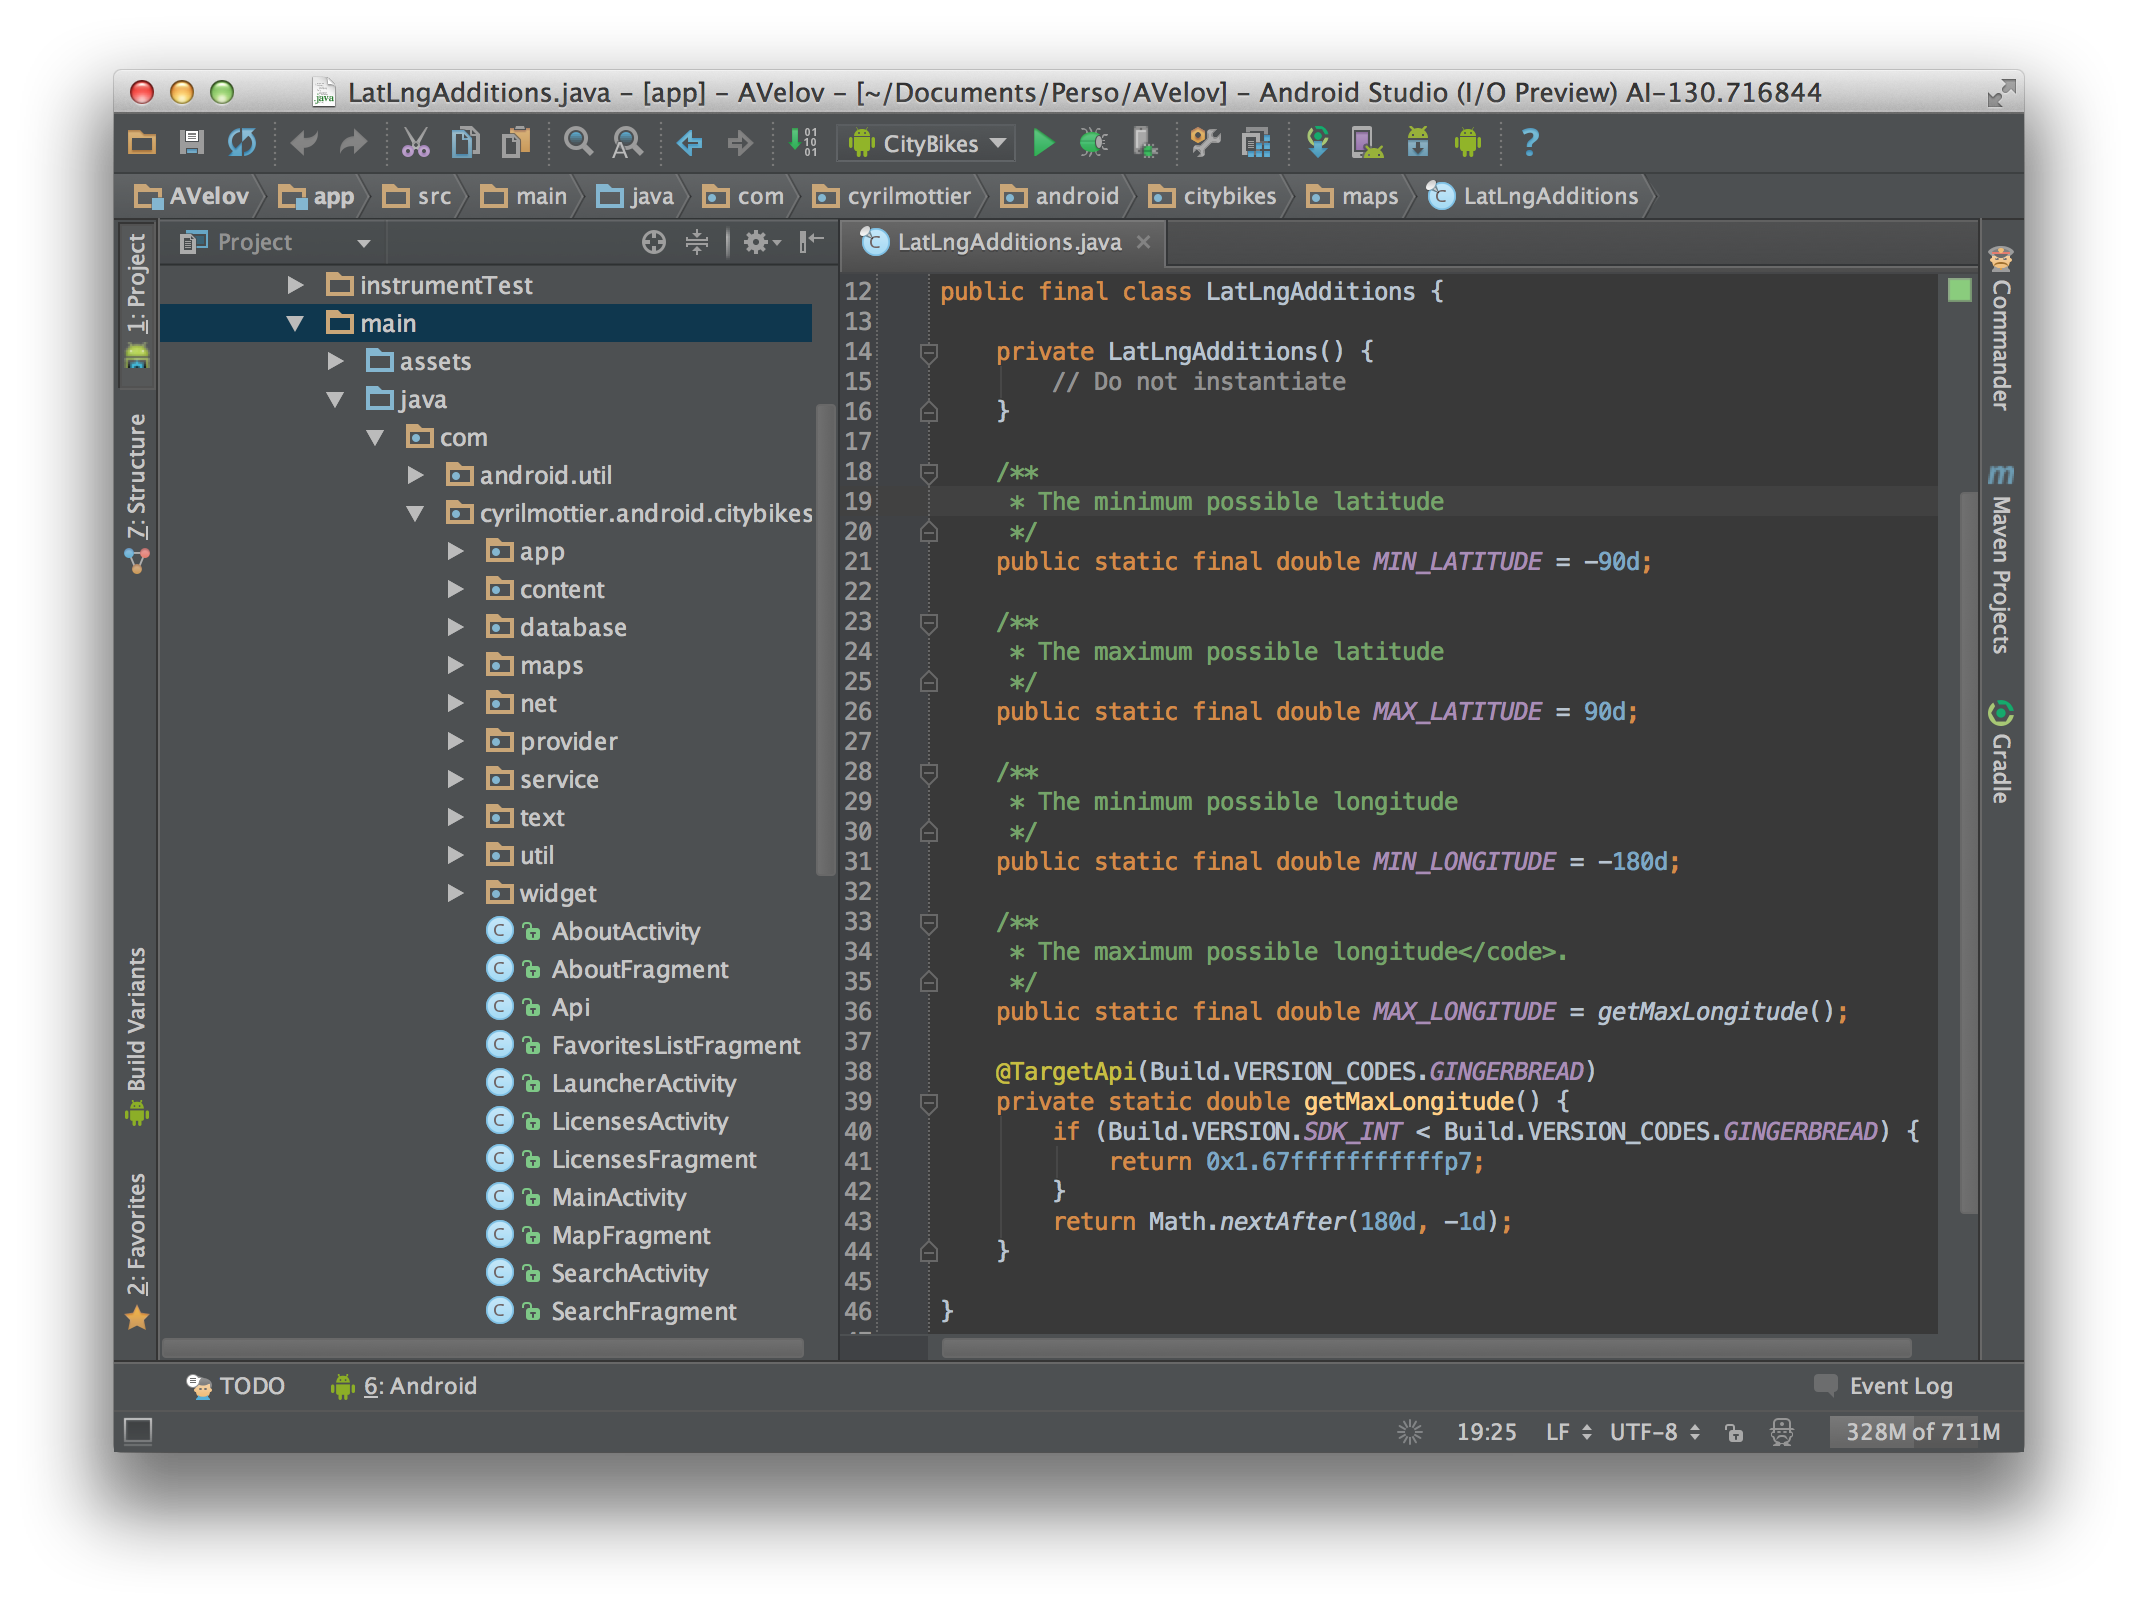 LatLngAdditions.java – [app] – AVelov – [~/Documents/Perso/AVelov] – Android Studio (I/O Preview) AI-130.716844
CityBikes
AVelov app src main java com cyrilmottier android citybikes maps LatLngAdditions
1: Project
7: Structure
Build Variants
2: Favorites
Project
instrumentTest
main
assets
java
com
android.util
cyrilmottier.android.citybikes
app
content
database
maps
net
provider
service
text
util
widget
AboutActivity
AboutFragment
Api
FavoritesListFragment
LauncherActivity
LicensesActivity
LicensesFragment
MainActivity
MapFragment
SearchActivity
SearchFragment
LatLngAdditions.java
12 public final class LatLngAdditions {
13
14 private LatLngAdditions() {
15 // Do not instantiate
16 }
17
18 /**
19 * The minimum possible latitude
20 */
21 public static final double MIN_LATITUDE = -90d;
22
23 /**
24 * The maximum possible latitude
25 */
26 public static final double MAX_LATITUDE = 90d;
27
28 /**
29 * The minimum possible longitude
30 */
31 public static final double MIN_LONGITUDE = -180d;
32
33 /**
34 * The maximum possible longitude</code>.
35 */
36 public static final double MAX_LONGITUDE = getMaxLongitude();
37
38 @TargetApi(Build.VERSION_CODES.GINGERBREAD)
39 private static double getMaxLongitude() {
40 if (Build.VERSION.SDK_INT < Build.VERSION_CODES.GINGERBREAD) {
41 return 0x1.67fffffffffffp7;
42 }
43 return Math.nextAfter(180d, -1d);
44 }
45
46 }
Commander
Maven Projects
Gradle
TODO
6: Android
Event Log
19:25 LF UTF-8 328M of 711M